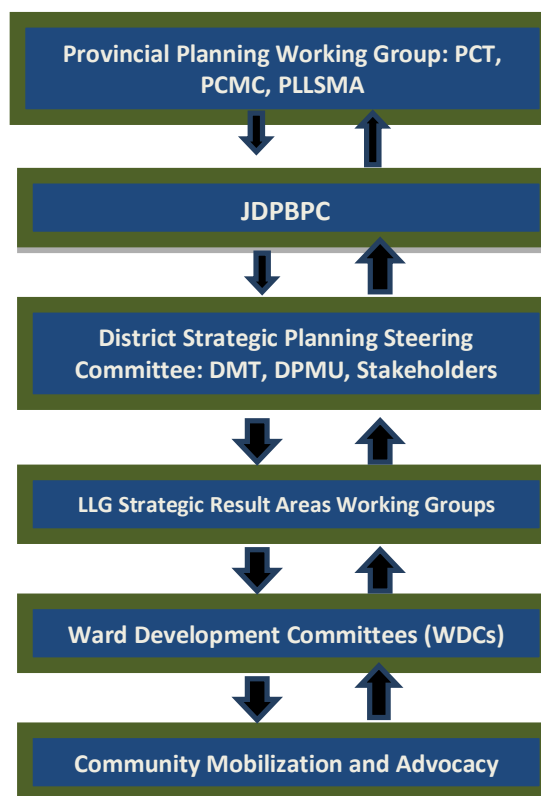 Provincial Planning Working Group: PCT,
PCMC, PLLSMA
JDPBPC
District Strategic Planning Steering
Committee: DMT, DPMU, Stakeholders
LLG Strategic Result Areas Working Groups
Ward Development Committees (WDCs)
Community Mobilization and Advocacy